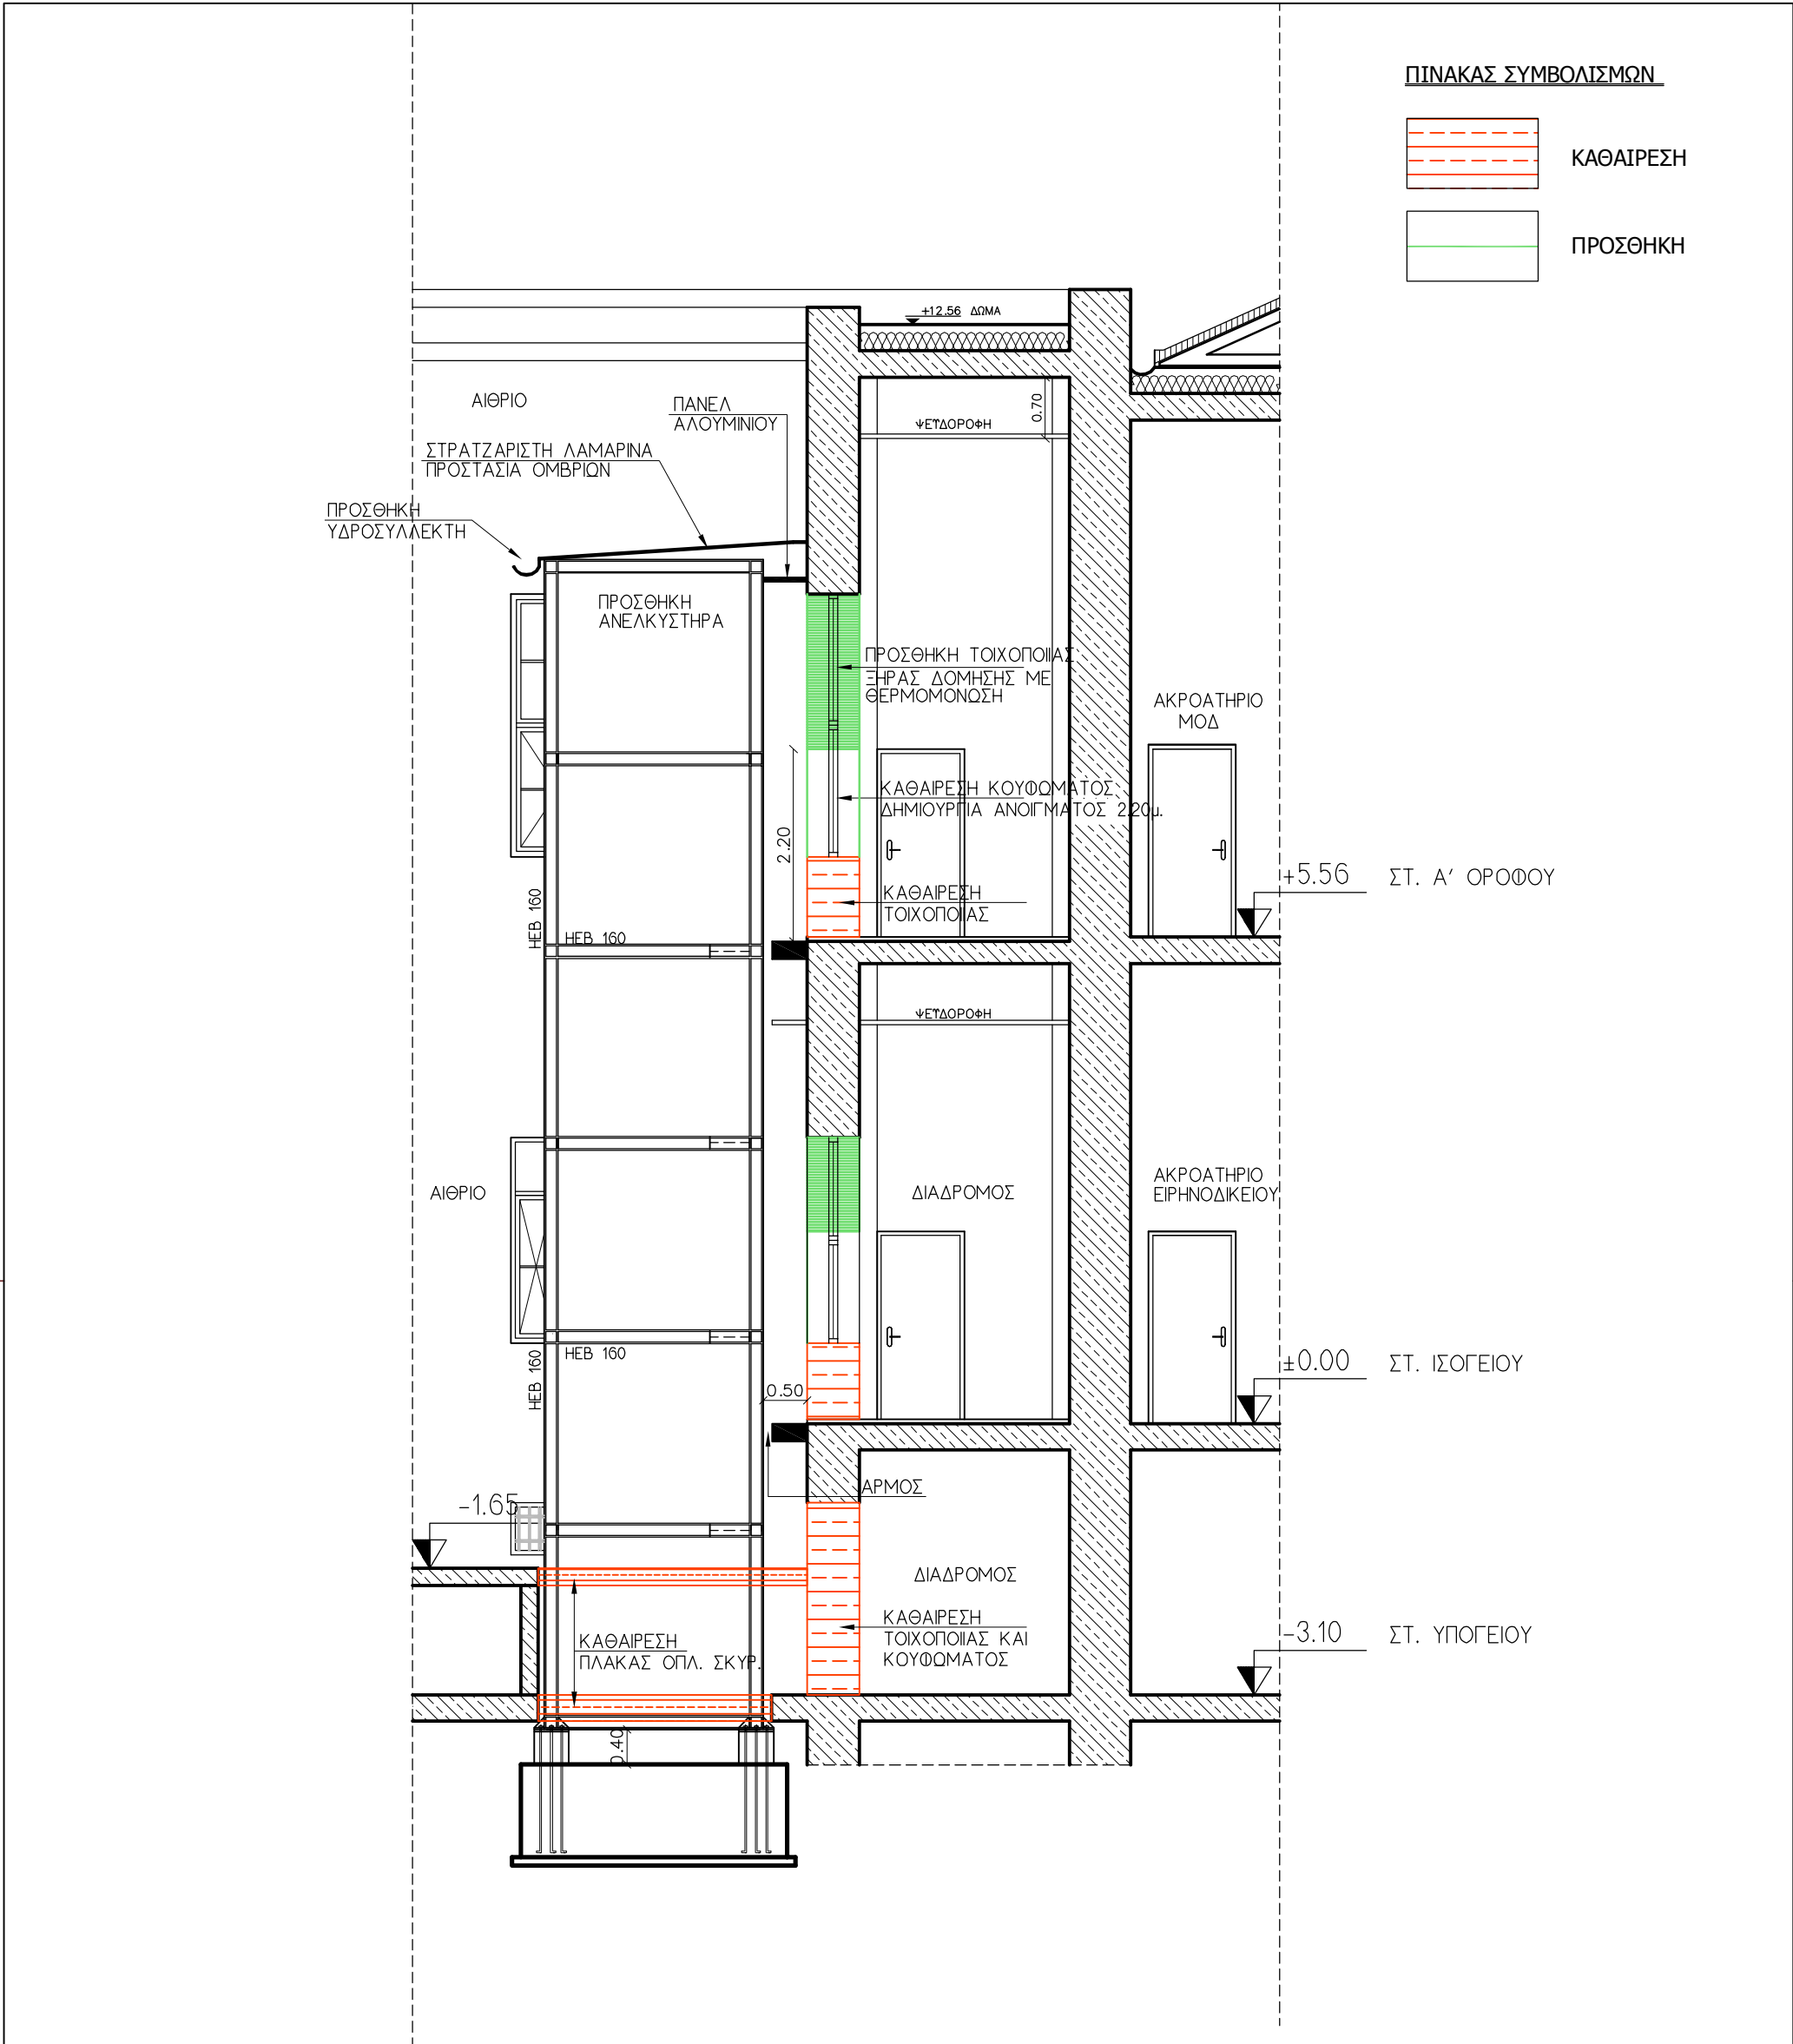 ΠΙΝΑΚΑΣ ΣΥΜΒΟΛΙΣΜΩΝ
ΚΑΘΑΙΡΕΣΗ
ΠΡΟΣΘΗΚΗ
+12.56 ΔΩΜΑ
ΑΙΘΡΙΟ
ΠΑΝΕΛ
ΑΛΟΥΜΙΝΙΟΥ
0.70
ΨΕΥΔΟΡΟΦΗ
ΣΤΡΑΤΖΑΡΙΣΤΗ ΛΑΜΑΡΙΝΑ
ΠΡΟΣΤΑΣΙΑ ΟΜΒΡΙΩΝ
ΠΡΟΣΘΗΚΗ
ΥΔΡΟΣΥΛΛΕΚΤΗ
ΠΡΟΣΘΗΚΗ
ΑΝΕΛΚΥΣΤΗΡΑ
ΠΡΟΣΘΗΚΗ ΤΟΙΧΟΠΟΙΙΑΣ
ΞΗΡΑΣ ΔΟΜΗΣΗΣ ΜΕ
ΘΕΡΜΟΜΟΝΩΣΗ
ΑΚΡΟΑΤΗΡΙΟ
ΜΟΔ
ΚΑΘΑΙΡΕΣΗ ΚΟΥΦΩΜΑΤΟΣ
ΔΗΜΙΟΥΡΓΙΑ ΑΝΟΙΓΜΑΤΟΣ 2.20μ.
2.20
ΚΑΘΑΙΡΕΣΗ
ΤΟΙΧΟΠΟΙΙΑΣ
+5.56 ΣΤ. Α' ΟΡΟΦΟΥ
HEB 160
HEB 160
ΨΕΥΔΟΡΟΦΗ
ΑΙΘΡΙΟ
ΔΙΑΔΡΟΜΟΣ
ΑΚΡΟΑΤΗΡΙΟ
ΕΙΡΗΝΟΔΙΚΕΙΟΥ
HEB 160
HEB 160
±0.00 ΣΤ. ΙΣΟΓΕΙΟΥ
0.50
ΑΡΜΟΣ
-1.65
ΔΙΑΔΡΟΜΟΣ
ΚΑΘΑΙΡΕΣΗ
ΤΟΙΧΟΠΟΙΙΑΣ ΚΑΙ
ΚΟΥΦΩΜΑΤΟΣ
ΚΑΘΑΙΡΕΣΗ
ΠΛΑΚΑΣ ΟΠΛ. ΣΚΥΡ.
-3.10 ΣΤ. ΥΠΟΓΕΙΟΥ
0.40